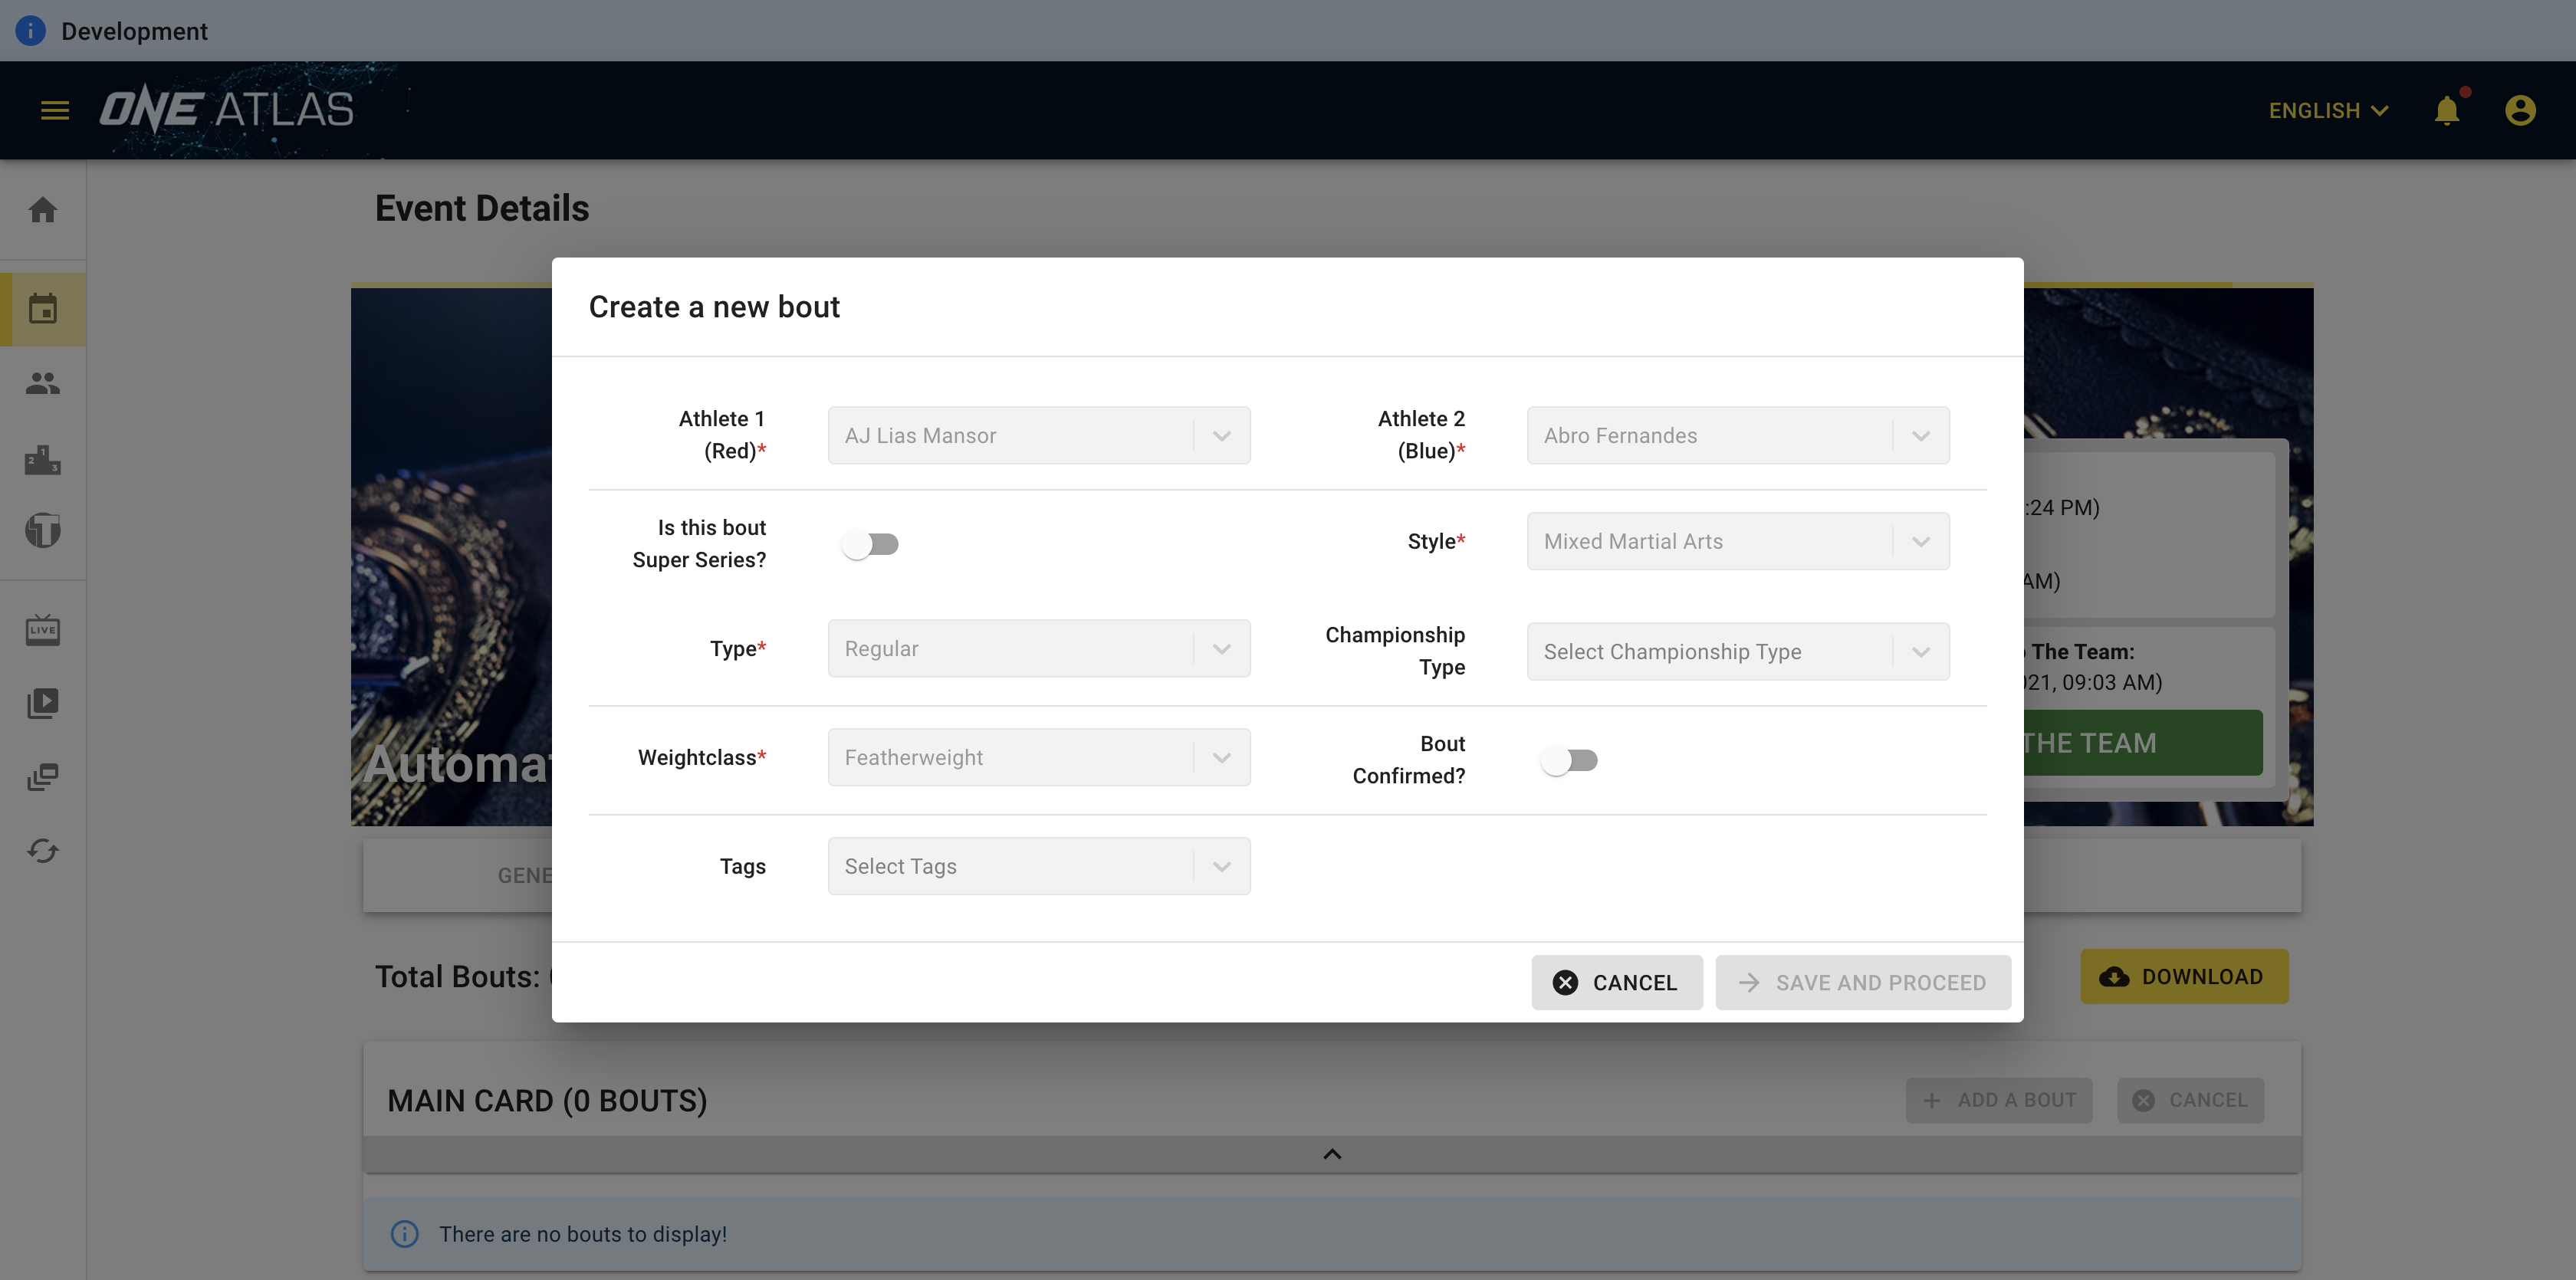 Development
ONE ATLAS
ENGLISH
Event Details
Create a new bout
Athlete 1
(Red)*
AJ Lias Mansor
Athlete 2
(Blue)*
Abro Fernandes
Is this bout
Super Series?
Style*
Mixed Martial Arts
Type*
Regular
Championship
Type
Select Championship Type
Weightclass*
Featherweight
Bout
Confirmed?
Tags
Select Tags
CANCEL
SAVE AND PROCEED
:24 PM)
AM)
The Team:
021, 09:03 AM)
THE TEAM
Automat
GENE
LIVE
Total Bouts:
DOWNLOAD
MAIN CARD (0 BOUTS)
ADD A BOUT
CANCEL
There are no bouts to display!